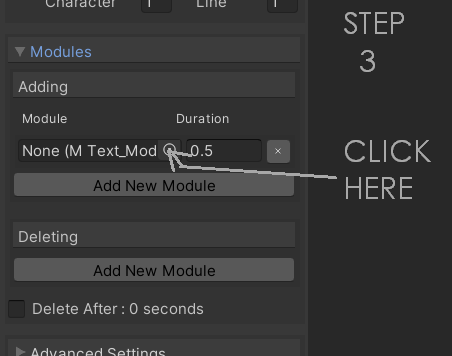 Character 1 Line 1
STEP
3
Modules
Adding
Module Duration
None (M Text_Mod 0.5 ×
CLICK
HERE
Add New Module
Deleting
Add New Module
Delete After : 0 seconds
Advanced Settings